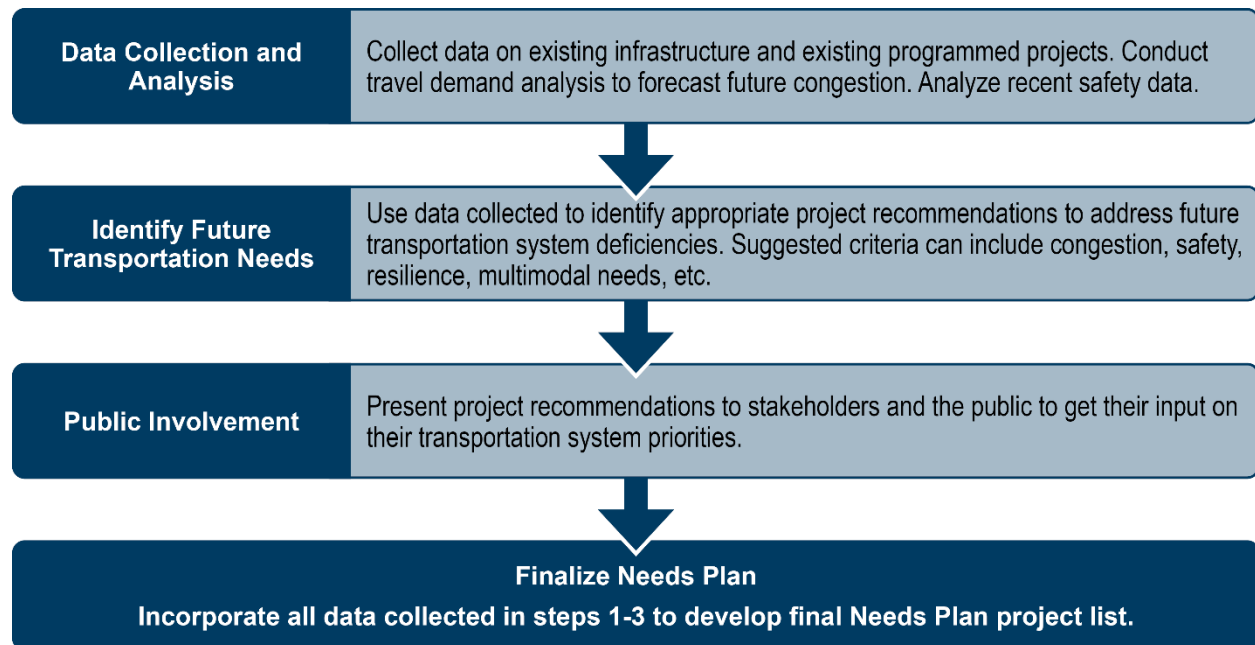 Data Collection and
Analysis
Collect data on existing infrastructure and existing programmed projects. Conduct
travel demand analysis to forecast future congestion. Analyze recent safety data.
Identify Future
Transportation Needs
Use data collected to identify appropriate project recommendations to address future
transportation system deficiencies. Suggested criteria can include congestion, safety,
resilience, multimodal needs, etc.
Public Involvement
Present project recommendations to stakeholders and the public to get their input on
their transportation system priorities.
Finalize Needs Plan
Incorporate all data collected in steps 1-3 to develop final Needs Plan project list.